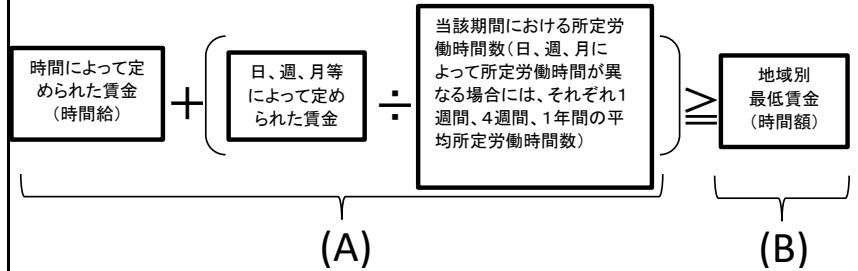 時間によって定
められた賃金
(時間給)
+
日、週、月等
によって定め
られた賃金
÷
当該期間における所定労
働時間数(日、週、月に
よって所定労働時間が異
なる場合には、それぞれ1
週間、4週間、1年間の平
均所定労働時間数)
≧
地域別
最低賃金
(時間額)
(A)
(B)